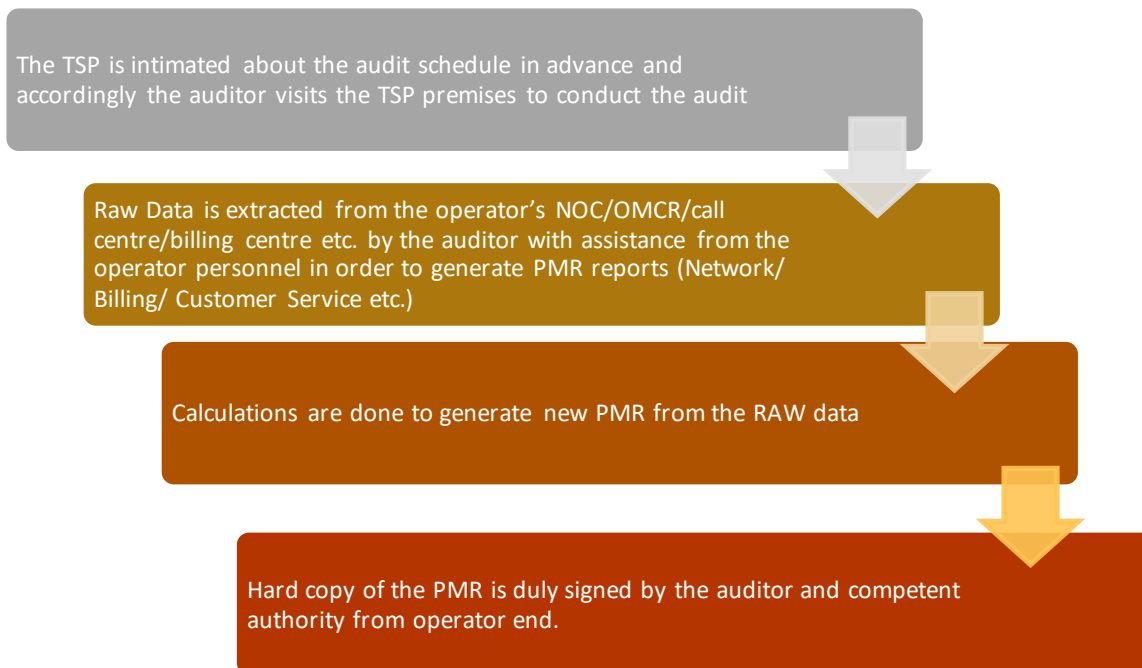 The TSP is intimated about the audit schedule in advance and
accordingly the auditor visits the TSP premises to conduct the audit
Raw Data is extracted from the operator’s NOC/OMCR/call
centre/billing centre etc. by the auditor with assistance from the
operator personnel in order to generate PMR reports (Network/
Billing/ Customer Service etc.)
Calculations are done to generate new PMR from the RAW data
Hard copy of the PMR is duly signed by the auditor and competent
authority from operator end.